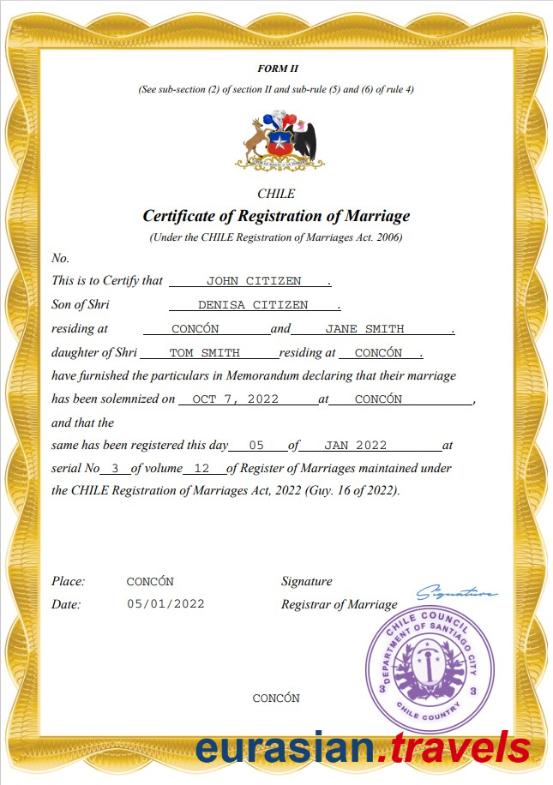 FORM II
(See sub-section (2) of section II and sub-rule (5) and (6) of rule 4)
CHILE
Certificate of Registration of Marriage
(Under the CHILE Registration of Marriages Act. 2006)
No.
This is to Certify that JOHN CITIZEN .
Son of Shri DENISA CITIZEN .
residing at CONCÓN and JANE SMITH .
daughter of Shri TOM SMITH residing at CONCÓN .
have furnished the particulars in Memorandum declaring that their marriage
has been solemnized on OCT 7, 2022 at CONCÓN ,
and that the
same has been registered this day 05 of JAN 2022 at
serial No 3 of volume 12 of Register of Marriages maintained under
the CHILE Registration of Marriages Act, 2022 (Guy. 16 of 2022).
Place: CONCÓN Signature
Signature
Date: 05/01/2022 Registrar of Marriage
CHILE COUNCIL
DEPARTMENT OF SANTIAGO CITY
3 3
CHILE COUNTRY
CONCÓN
eurasian.travels